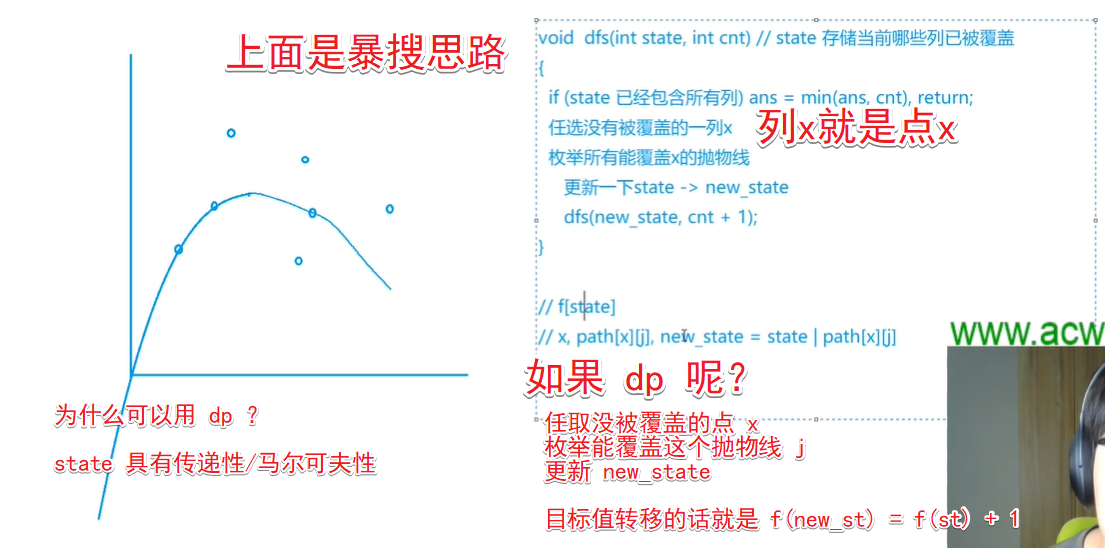 上面是暴搜思路
void dfs(int state, int cnt) // state 存储当前哪些列已被覆盖
{
if (state 已经包含所有列) ans = min(ans, cnt), return;
任选没有被覆盖的一列x
列x就是点x
枚举所有能覆盖x的抛物线
更新一下state -> new_state
dfs(new_state, cnt + 1);
}
// f[state]
// x, path[x][j], new_state = state | path[x][j]
www.acw
如果 dp 呢？
为什么可以用 dp ？
state 具有传递性/马尔可夫性
任取没被覆盖的点 x
枚举能覆盖这个抛物线 j
更新 new_state
目标值转移的话就是 f(new_st) = f(st) + 1